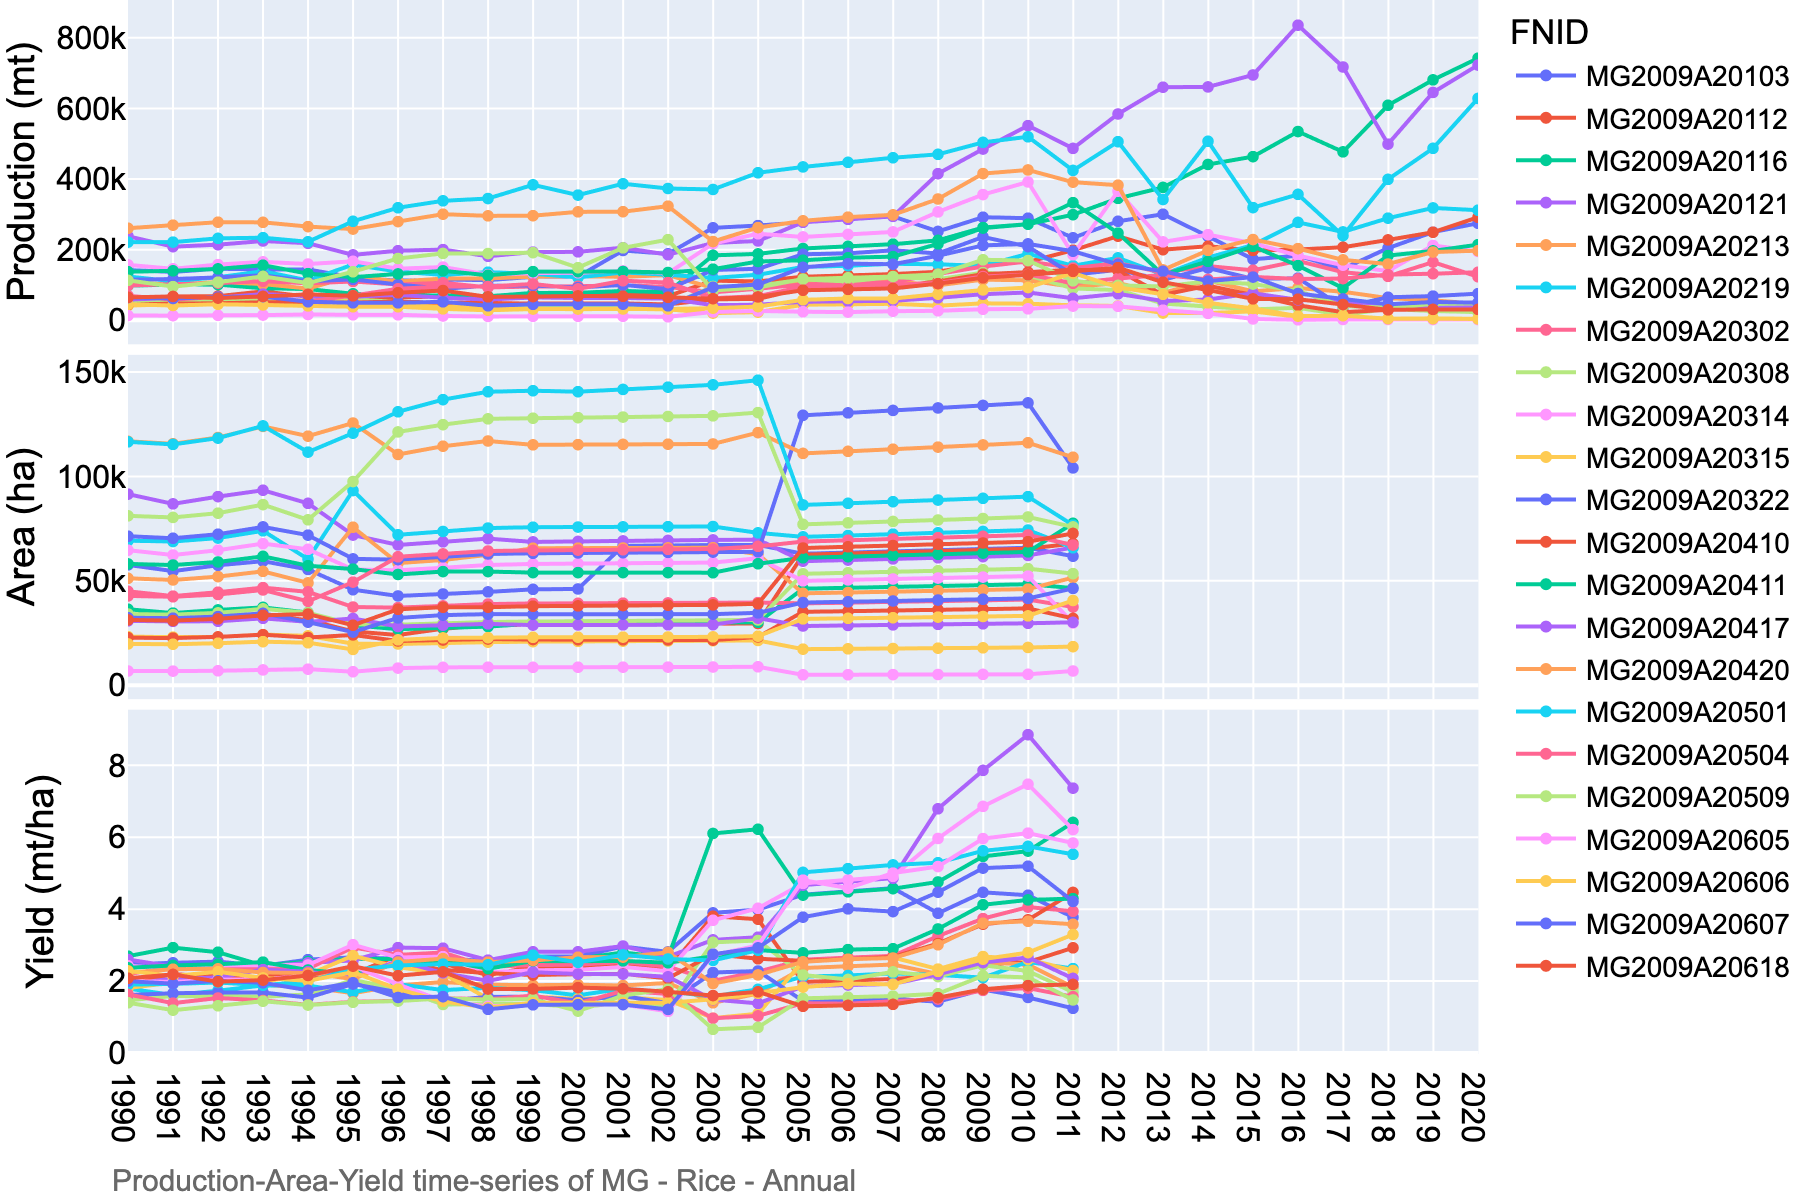 Production (mt)
800k
600k
400k
200k
0
Area (ha)
150k
100k
50k
0
Yield (mt/ha)
8
6
4
2
0
1990
1991
1992
1993
1994
1995
1996
1997
1998
1999
2000
2001
2002
2003
2004
2005
2006
2007
2008
2009
2010
2011
2012
2013
2014
2015
2016
2017
2018
2019
2020
Production-Area-Yield time-series of MG - Rice - Annual
FNID
MG2009A20103
MG2009A20112
MG2009A20116
MG2009A20121
MG2009A20213
MG2009A20219
MG2009A20302
MG2009A20308
MG2009A20314
MG2009A20315
MG2009A20322
MG2009A20410
MG2009A20411
MG2009A20417
MG2009A20420
MG2009A20501
MG2009A20504
MG2009A20509
MG2009A20605
MG2009A20606
MG2009A20607
MG2009A20618